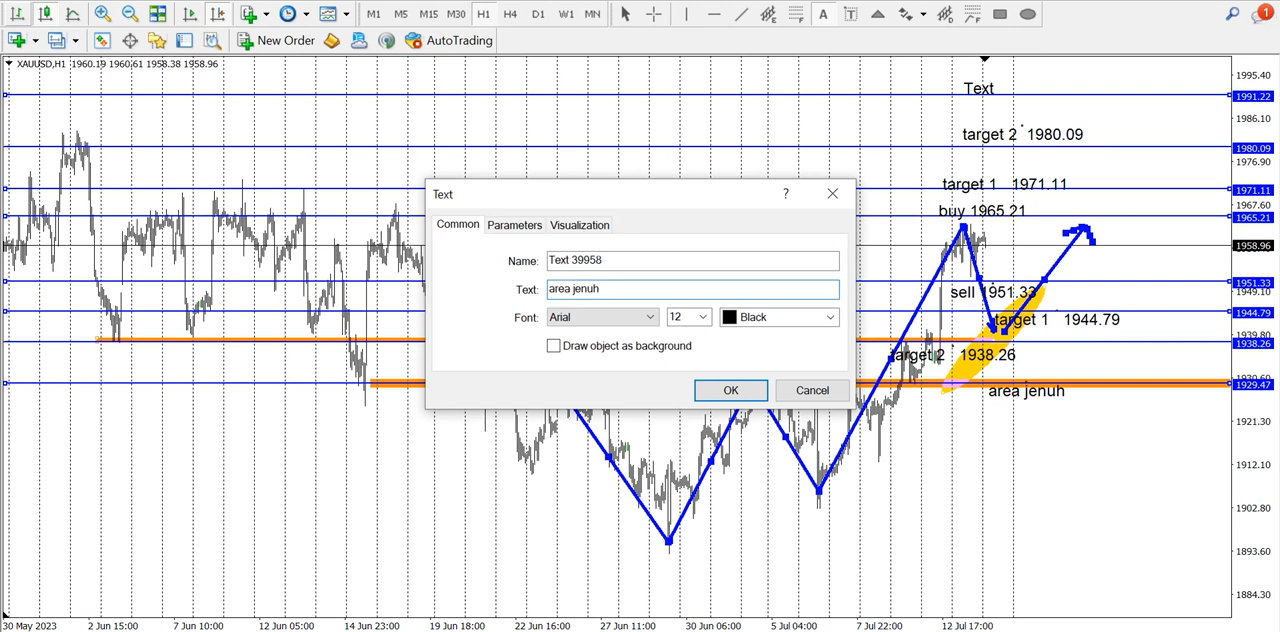 M1 M5 M15 M30 H1 H4 D1 W1 MN A T 1
New Order AutoTrading
XAUUSD,H1 1960.19 1960.61 1958.38 1958.96
1995.40
Text
1991.22
1986.10
target 2 1980.09
1980.09
1976.90
target 1 1971.11
1971.11
1967.60
buy 1965.21
1965.21
1958.96
sell 1951.33
1951.33
1949.10
target 1 1944.79
1944.79
1939.80
1938.26
target 2 1938.26
1930.60
1929.47
area jenuh
1921.30
1912.10
1902.80
1893.60
1884.30
Text ?
Common Parameters Visualization
Name: Text 39958
Text: area jenuh
Font: Arial 12 Black
Draw object as background
OK Cancel
30 May 2023 2 Jun 15:00 7 Jun 10:00 12 Jun 05:00 14 Jun 23:00 19 Jun 18:00 22 Jun 16:00 27 Jun 11:00 30 Jun 06:00 5 Jul 04:00 7 Jul 22:00 12 Jul 17:00